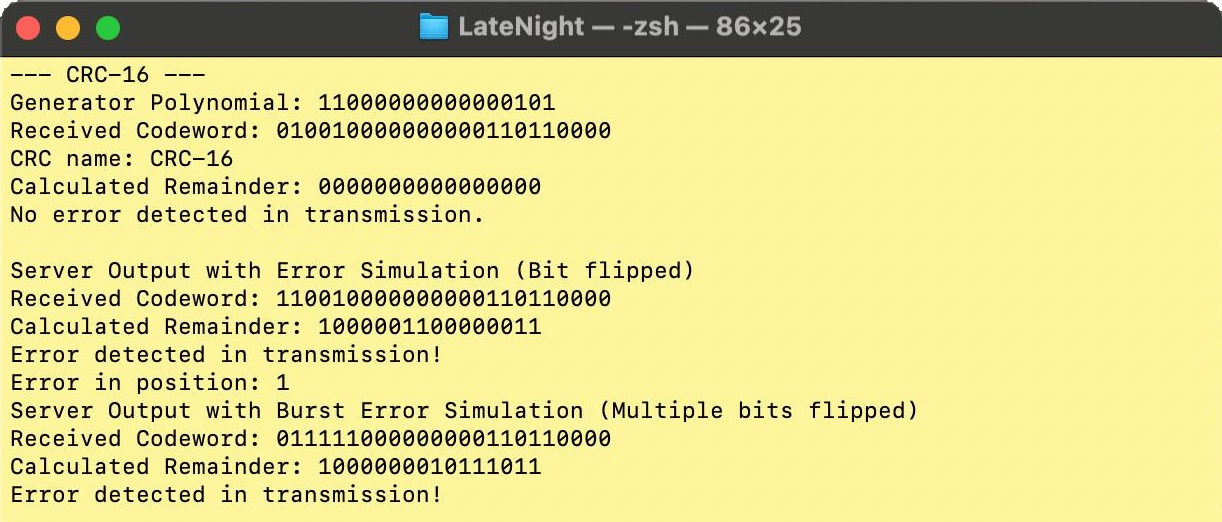 LateNight — -zsh — 86×25
--- CRC-16 ---
Generator Polynomial: 11000000000000101
Received Codeword: 010010000000000110110000
CRC name: CRC-16
Calculated Remainder: 0000000000000000
No error detected in transmission.
Server Output with Error Simulation (Bit flipped)
Received Codeword: 110010000000000110110000
Calculated Remainder: 1000001100000011
Error detected in transmission!
Error in position: 1
Server Output with Burst Error Simulation (Multiple bits flipped)
Received Codeword: 011111000000000110110000
Calculated Remainder: 1000000010111011
Error detected in transmission!